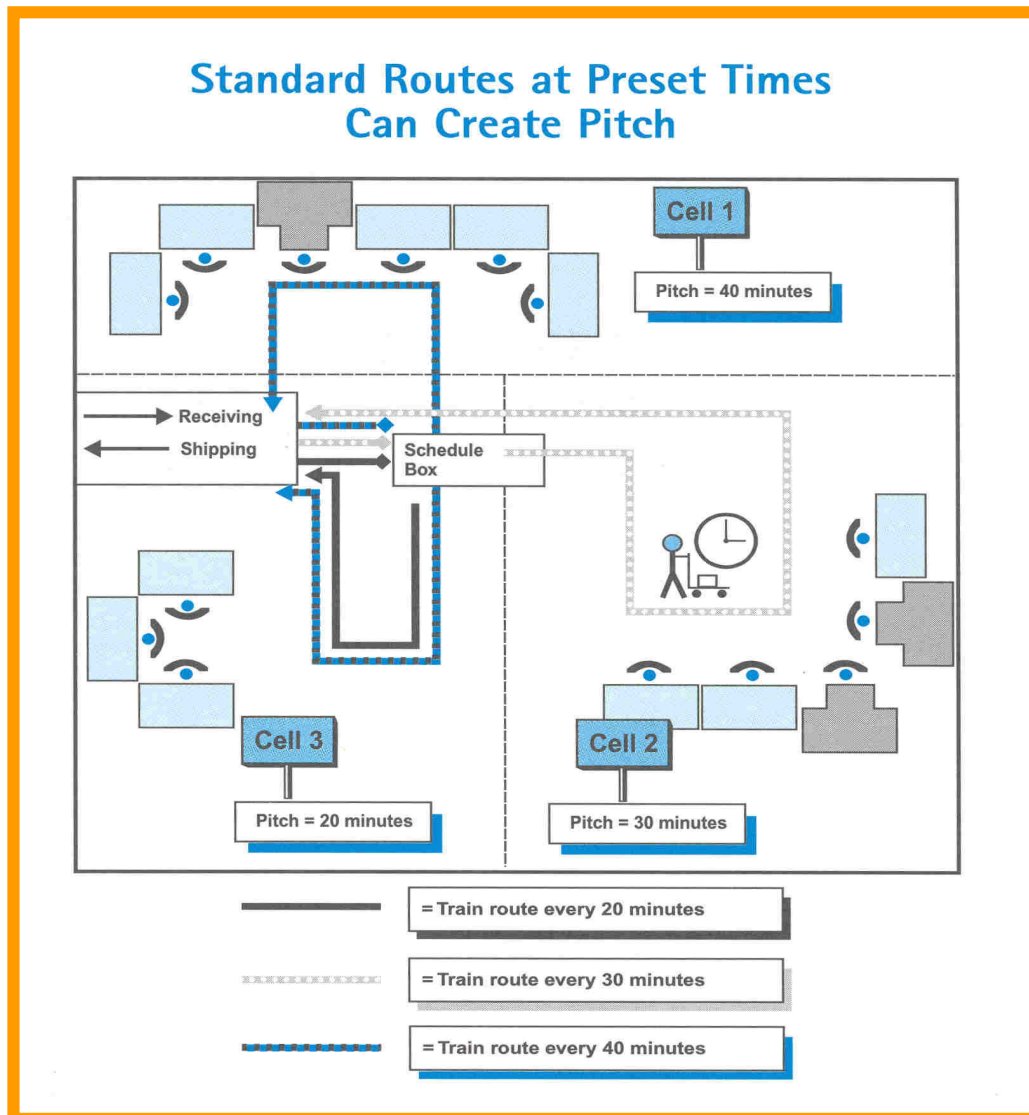 Standard Routes at Preset Times
Can Create Pitch
Cell 1
Pitch = 40 minutes
Receiving
Shipping
Schedule
Box
Cell 3
Pitch = 20 minutes
Cell 2
Pitch = 30 minutes
= Train route every 20 minutes
= Train route every 30 minutes
= Train route every 40 minutes